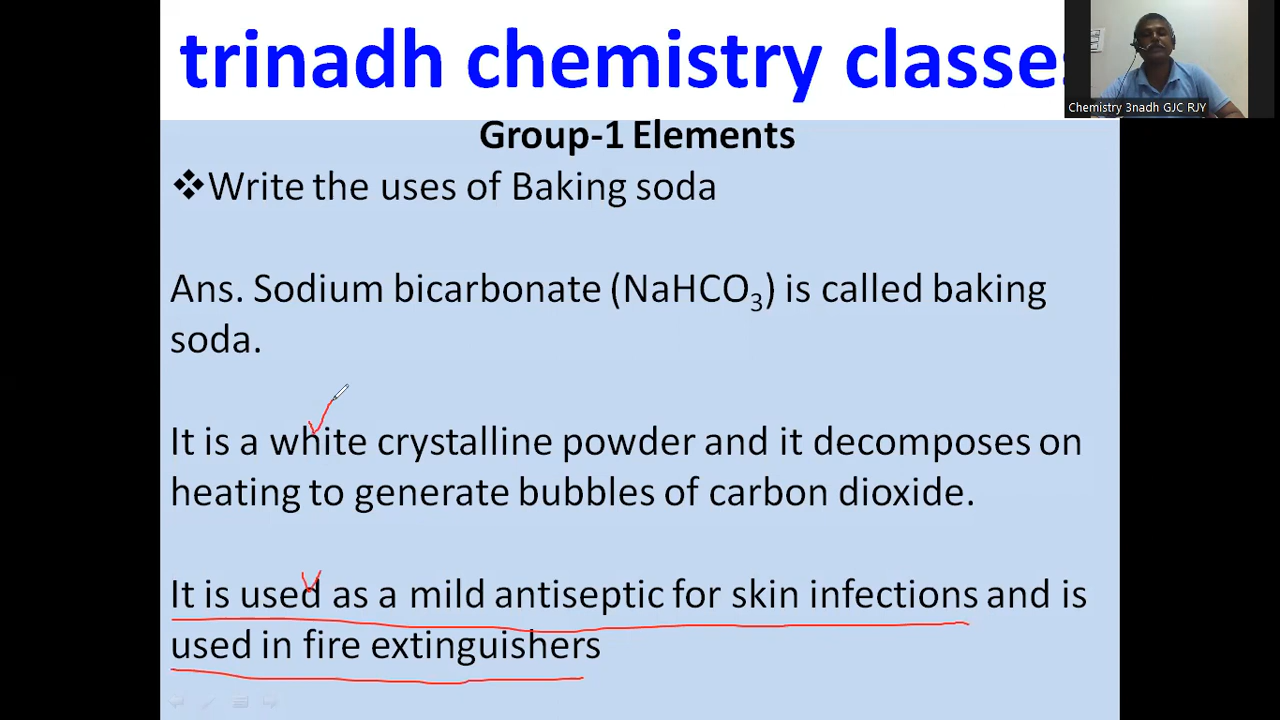 trinadh chemistry classes
Chemistry 3nadh GJC RJY
Group-1 Elements
❖Write the uses of Baking soda
Ans. Sodium bicarbonate (NaHCO₃) is called baking
soda.
It is a white crystalline powder and it decomposes on
heating to generate bubbles of carbon dioxide.
It is used as a mild antiseptic for skin infections and is
used in fire extinguishers